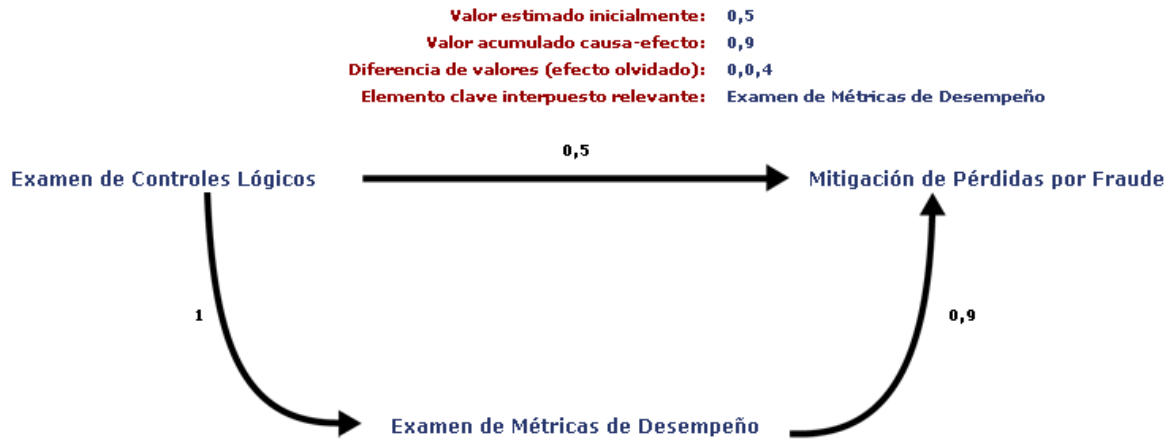 Valor estimado inicialmente: 0,5
Valor acumulado causa-efecto: 0,9
Diferencia de valores (efecto olvidado): 0,0,4
Elemento clave interpuesto relevante: Examen de Métricas de Desempeño
0,5
Examen de Controles Lógicos Mitigación de Pérdidas por Fraude
1 0,9
Examen de Métricas de Desempeño